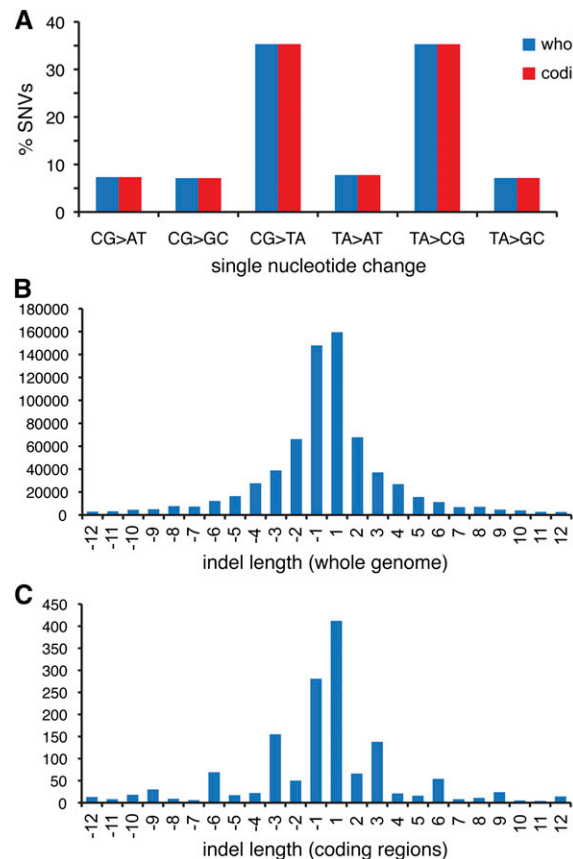 A
40
30
20
10
0
% SNVs
who
codi
CG>AT CG>GC CG>TA TA>AT TA>CG TA>GC
single nucleotide change
B
180000
160000
140000
120000
100000
80000
60000
40000
20000
0
-12 -11 -10 -9 -8 -7 -6 -5 -4 -3 -2 -1 1 2 3 4 5 6 7 8 9 10 11 12
indel length (whole genome)
C
450
400
350
300
250
200
150
100
50
0
-12 -11 -10 -9 -8 -7 -6 -5 -4 -3 -2 -1 1 2 3 4 5 6 7 8 9 10 11 12
indel length (coding regions)